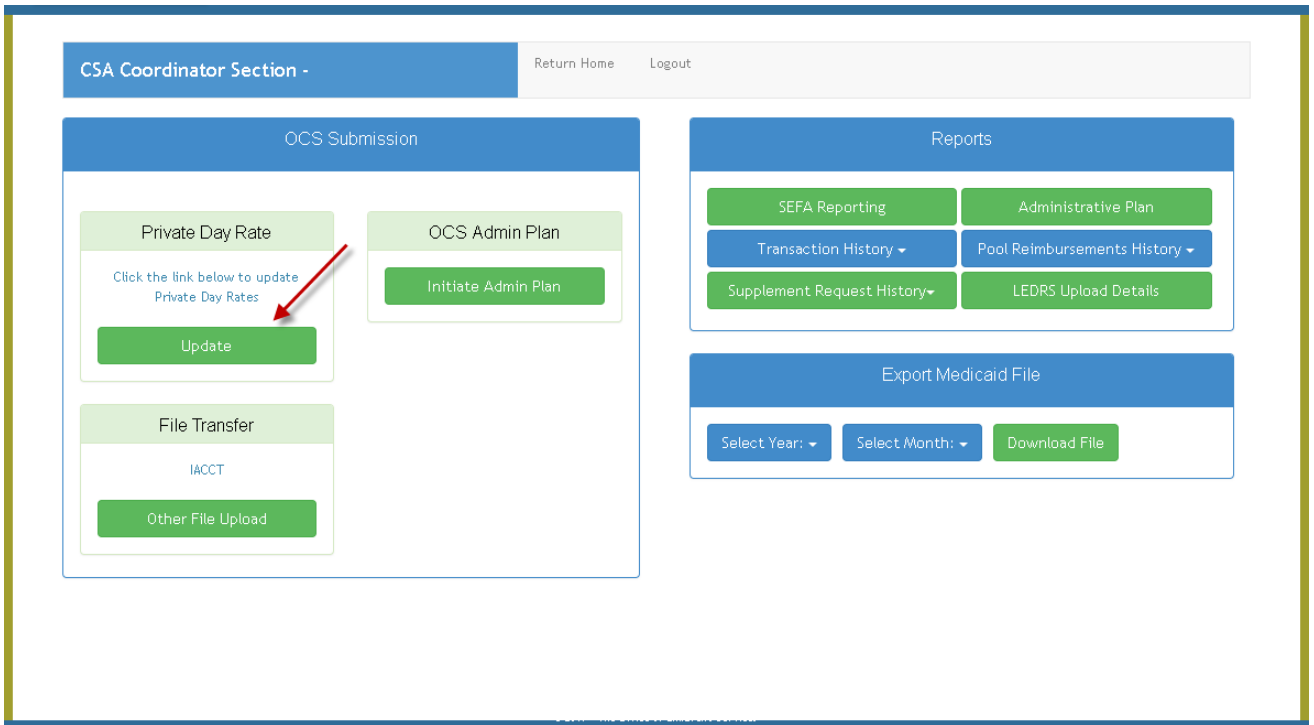 CSA Coordinator Section -
Return Home
Logout
OCS Submission
Private Day Rate
Click the link below to update
Private Day Rates
Update
OCS Admin Plan
Initiate Admin Plan
File Transfer
IACCT
Other File Upload
Reports
SEFA Reporting
Administrative Plan
Transaction History
Pool Reimbursements History
Supplement Request History
LEDRS Upload Details
Export Medicaid File
Select Year:
Select Month:
Download File